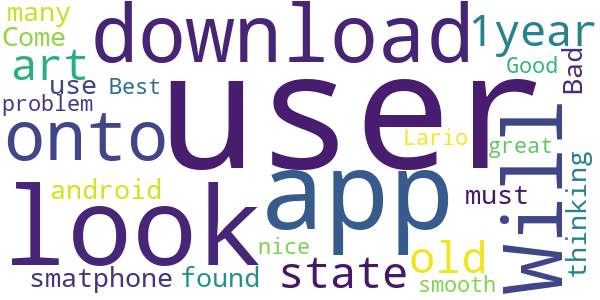 many
Come
download
1year
art
Good
use
Best
Bad
problem
user
onto
Will
Lario
great
look
app
thinking
android
must
nice
old
smatphone
found
state
smooth